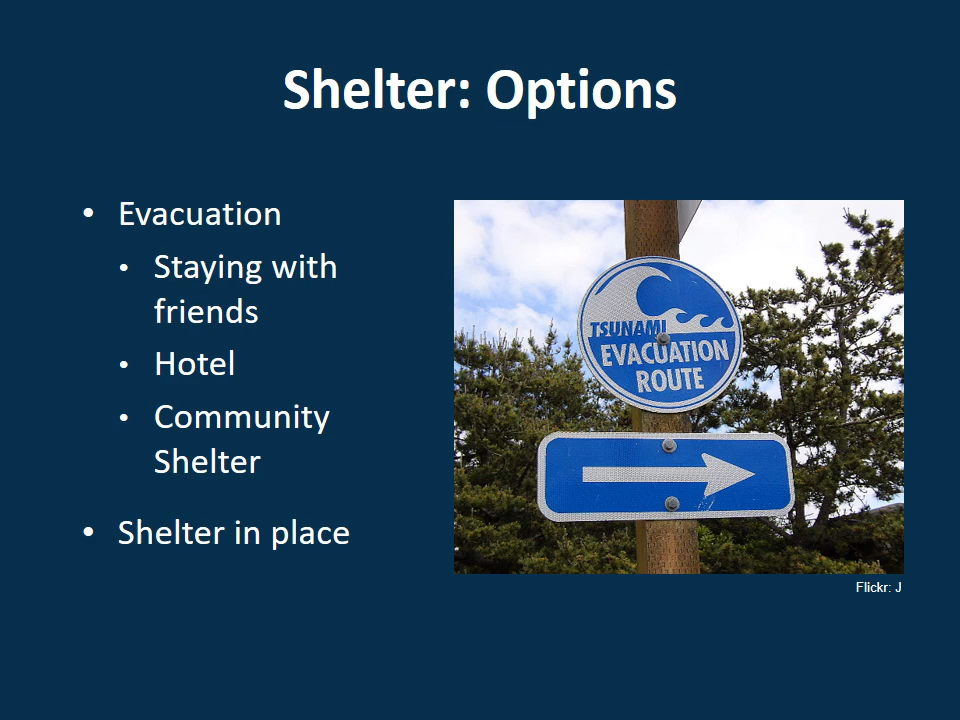 Shelter: Options
• Evacuation
• Staying with
friends
• Hotel
• Community
Shelter
• Shelter in place
TSUNAMI
EVACUATION
ROUTE
Flickr: J